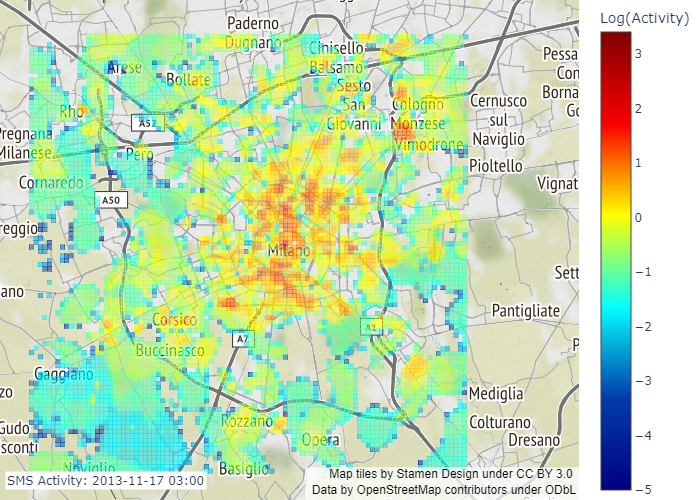 Paderno
Dugnano
Cinisello
Balsamo
Log(Activity)
Arese
Bollate
Sesto
San
Giovanni
Cologno
Monzese
Cernusco
sul
Naviglio
Pessa
Con
Borna
Go
Rho
A52
Pregnana
Milanese
Pero
Vimodrone
Pioltello
Cornaredo
A50
Vignat
reggio
Milano
Sett
ano
Pantigliate
Corsico
A1
A7
Buccinasco
P
Gaggiano
zo
Mediglia
Gudo
sconti
Rozzano
Opera
Colturano
Dresano
Noviglio
Basiglio
SMS Activity: 2013-11-17 03:00
Map tiles by Stamen Design under CC BY 3.0
Data by OpenStreetMap contributors under ODbL
3
2
1
0
−1
−2
−3
−4
−5